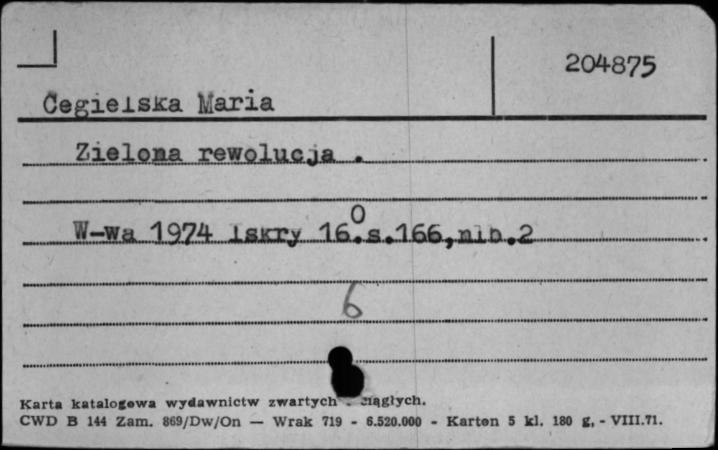 204875
Cegielska Maria
Zielona rewolucja .
W-wa 1974 Iskry 16° s.166,nlb.2
6
Karta katalogowa wydawnictw zwartych ciągłych.
CWD B 144 Zam. 869/Dw/On — Wrak 719 - 6.520.000 - Karton 5 kl. 180 g, - VIII.71.